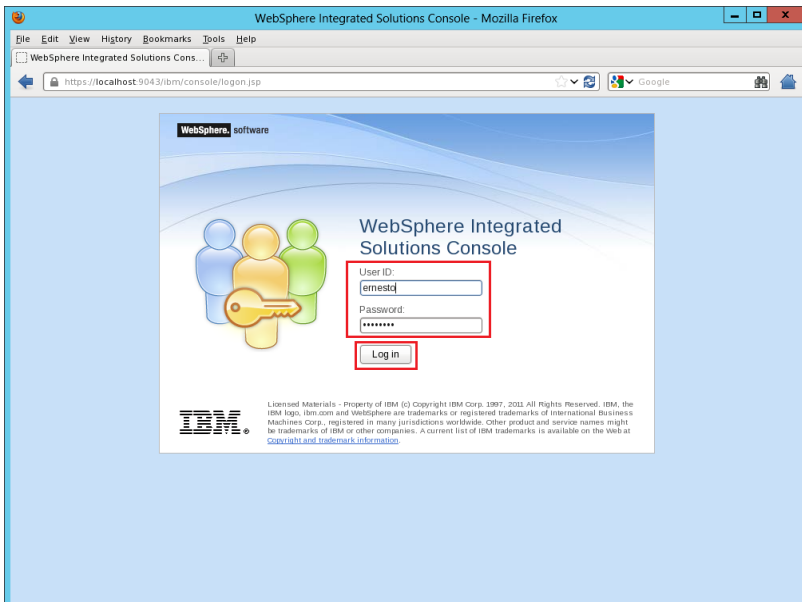 WebSphere Integrated Solutions Console - Mozilla Firefox
File Edit View History Bookmarks Tools Help
WebSphere Integrated Solutions Cons...
https://localhost:9043/ibm/console/logon.jsp
Google
WebSphere. software
WebSphere Integrated
Solutions Console
User ID:
ernesto
Password:
••••••••
Log in
Licensed Materials - Property of IBM (c) Copyright IBM Corp. 1997, 2011 All Rights Reserved. IBM, the
IBM logo, ibm.com and WebSphere are trademarks or registered trademarks of International Business
Machines Corp., registered in many jurisdictions worldwide. Other product and service names might
be trademarks of IBM or other companies. A current list of IBM trademarks is available on the Web at
Copyright and trademark information.
IBM.